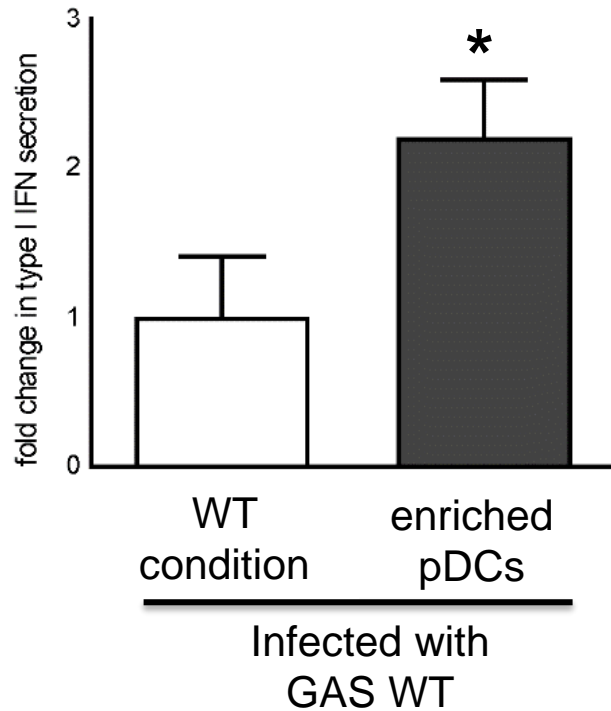 fold change in type I IFN secretion
3
2
1
0
*
WT
condition
enriched
pDCs
Infected with
GAS WT